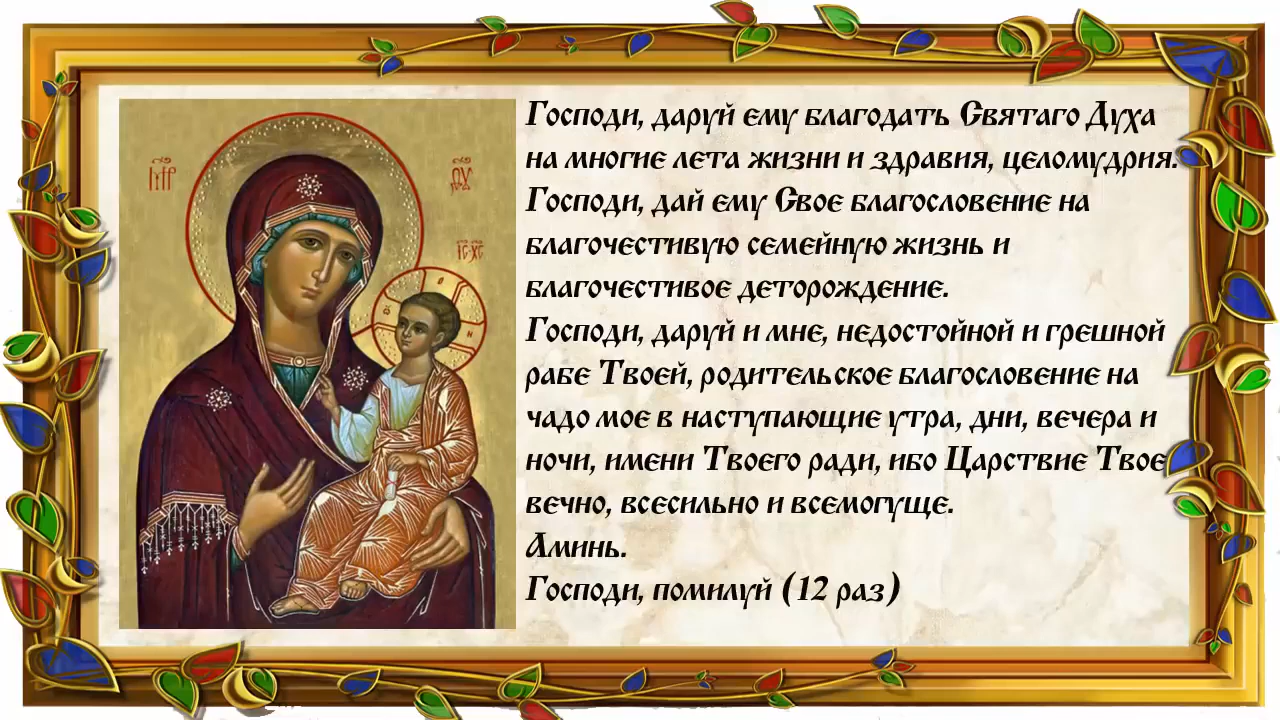 М҃Р Ѳ҃У
І҃С Х҃С
Господи, даруй ему благодать Святаго Духа
на многие лета жизни и здравия, целомудрия.
Господи, дай ему Свое благословение на
благочестивую семейную жизнь и
благочестивое деторождение.
Господи, даруй и мне, недостойной и грешной
рабе Твоей, родительское благословение на
чадо мое в наступающие утра, дни, вечера и
ночи, имени Твоего ради, ибо Царствие Твое
вечно, всесильно и всемогуще.
Аминь.
Господи, помилуй (12 раз)